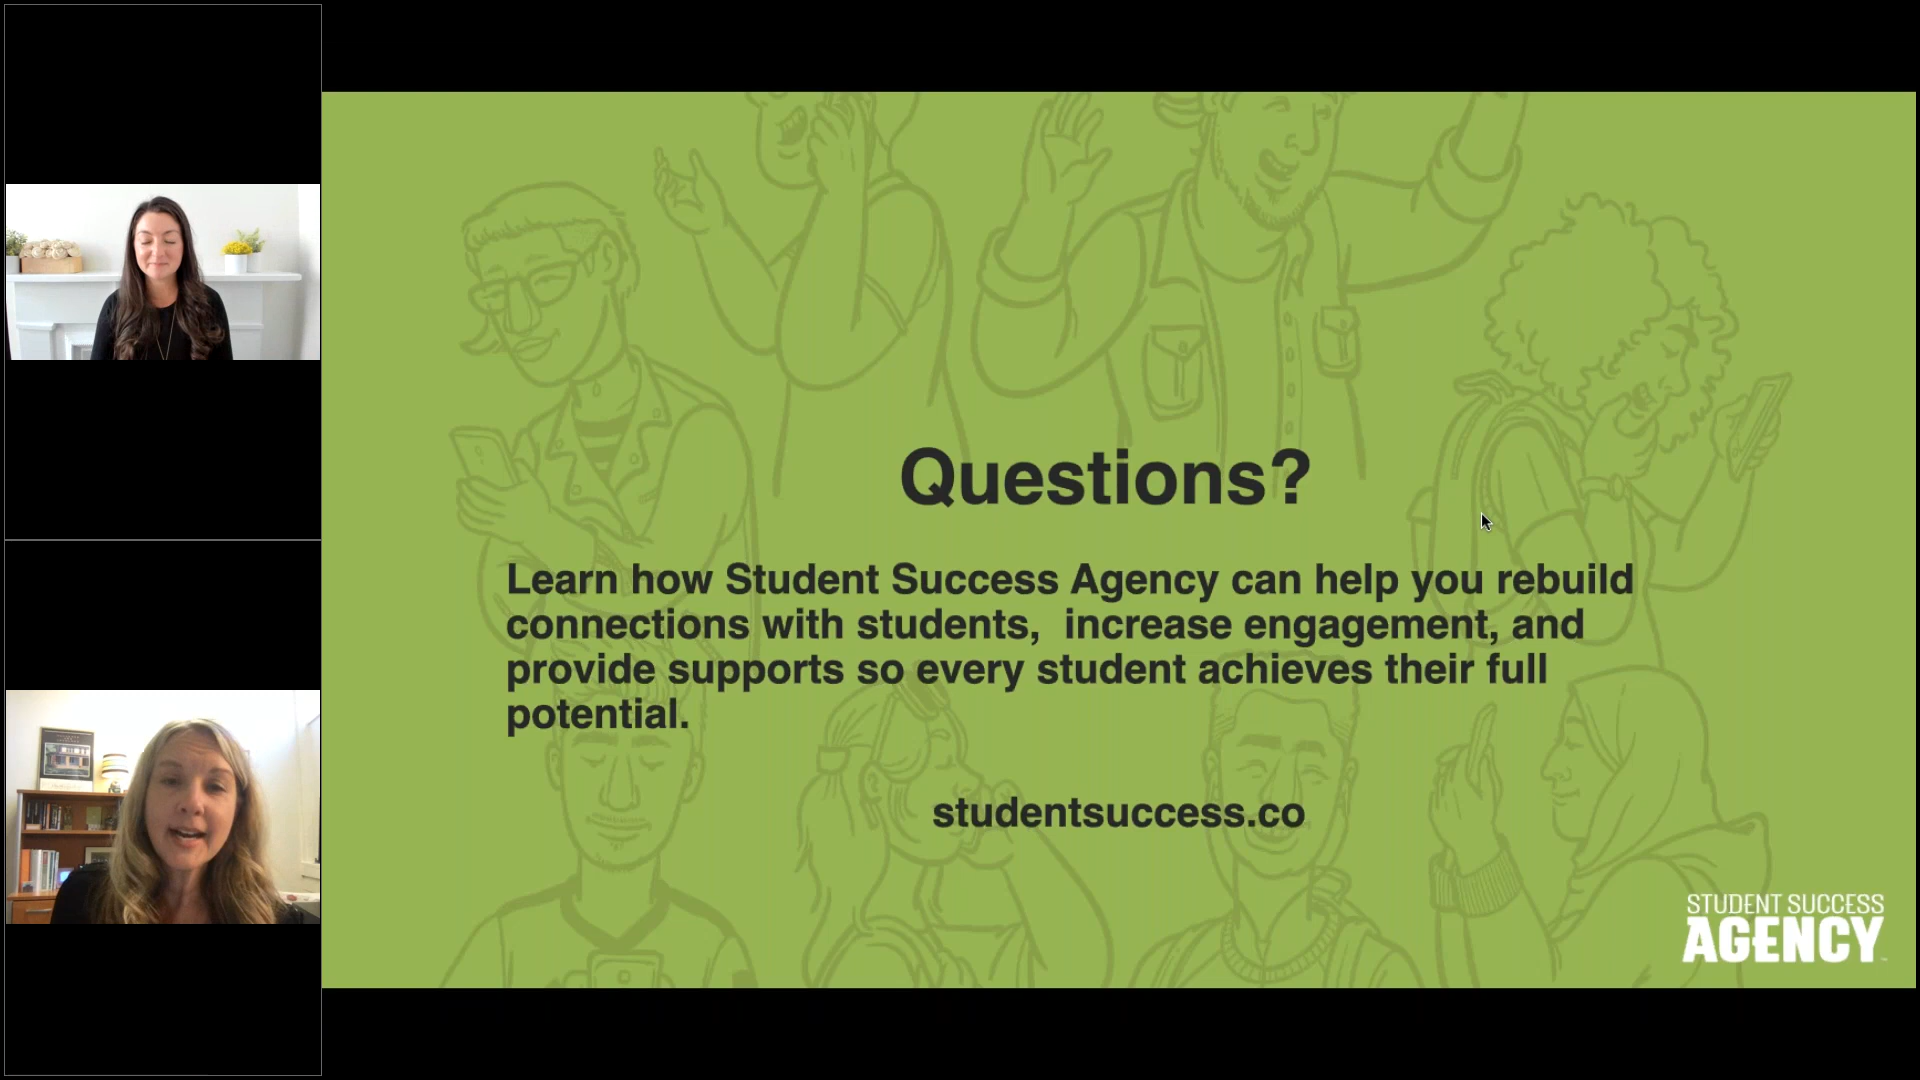 Questions?
Learn how Student Success Agency can help you rebuild
connections with students,  increase engagement, and
provide supports so every student achieves their full
potential.
studentsuccess.co
STUDENT SUCCESS
AGENCY